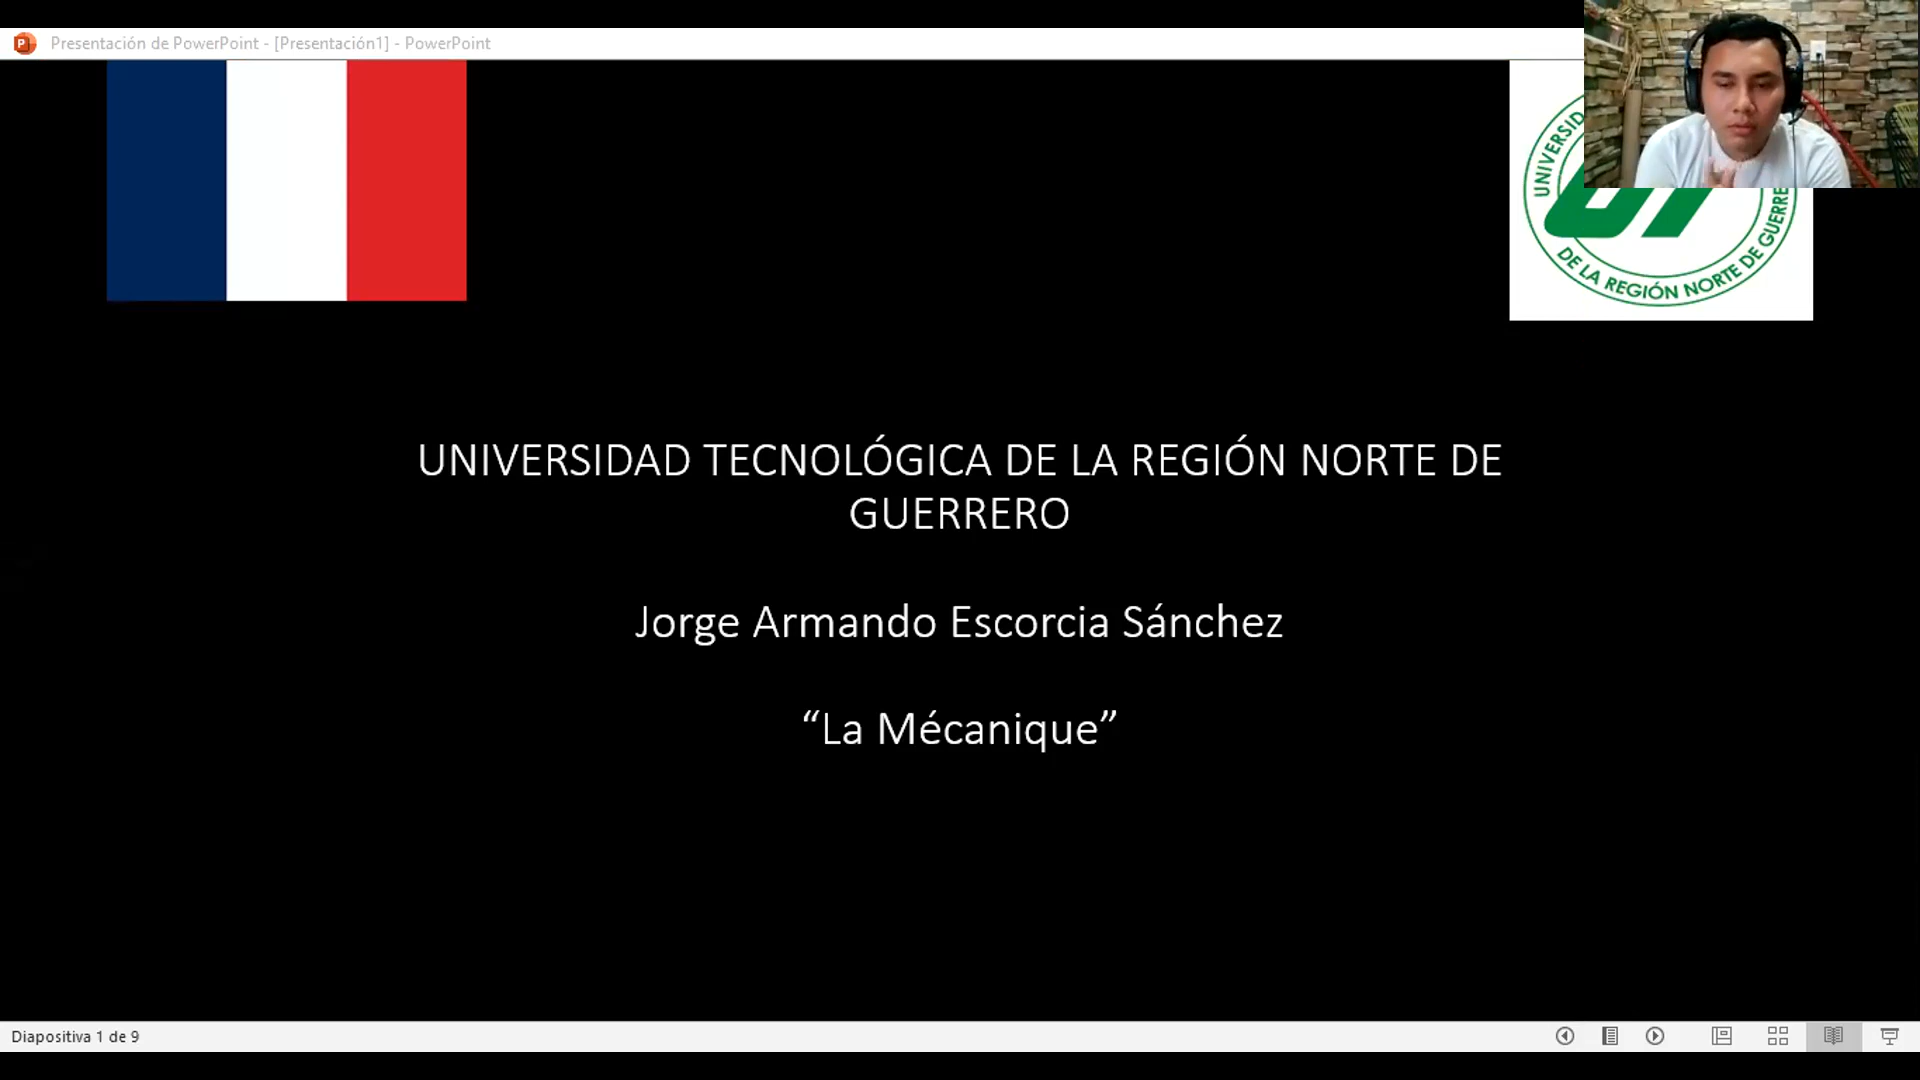 Presentación de PowerPoint - [Presentación1] - PowerPoint
DE LA REGIÓN NORTE DE
UNIVERSIDAD TECNOLÓGICA DE LA REGIÓN NORTE DE
GUERRERO
Jorge Armando Escorcia Sánchez
“La Mécanique”
Diapositiva 1 de 9